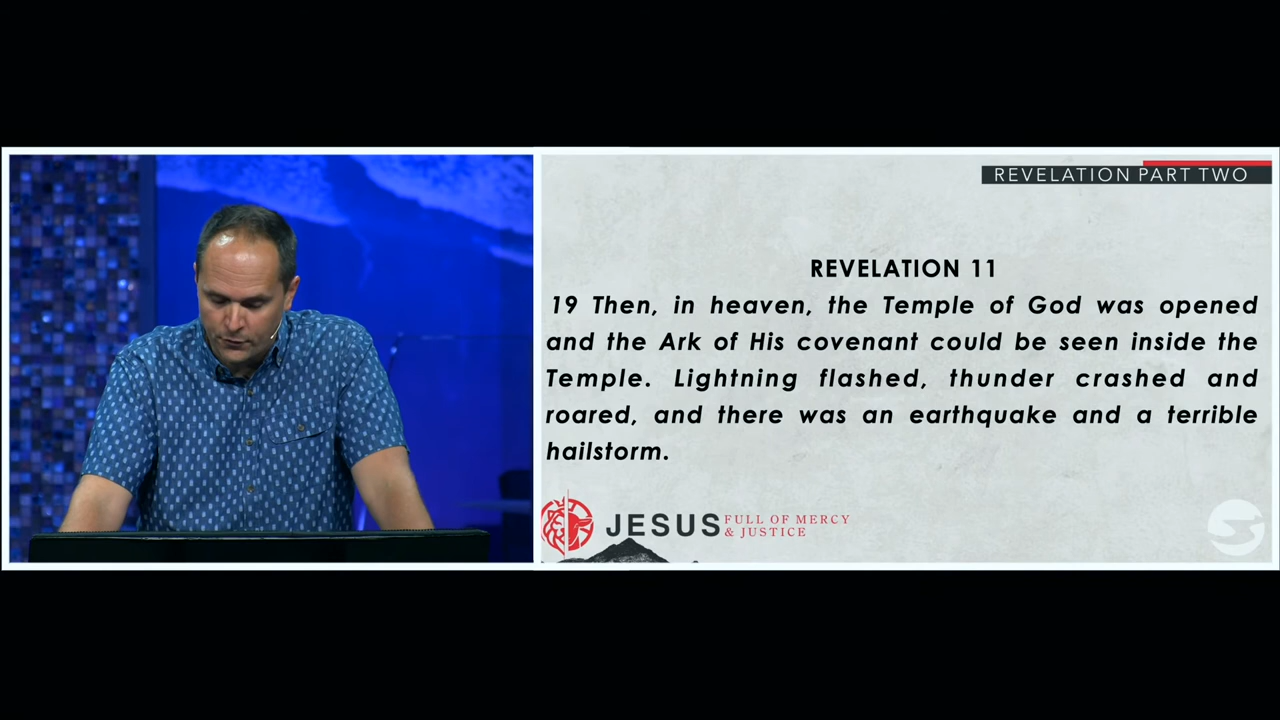 REVELATION PART TWO
REVELATION 11
19 Then, in heaven, the Temple of God was opened
and the Ark of His covenant could be seen inside the
Temple. Lightning flashed, thunder crashed and
roared, and there was an earthquake and a terrible
hailstorm.
JESUS FULL OF MERCY
& JUSTICE